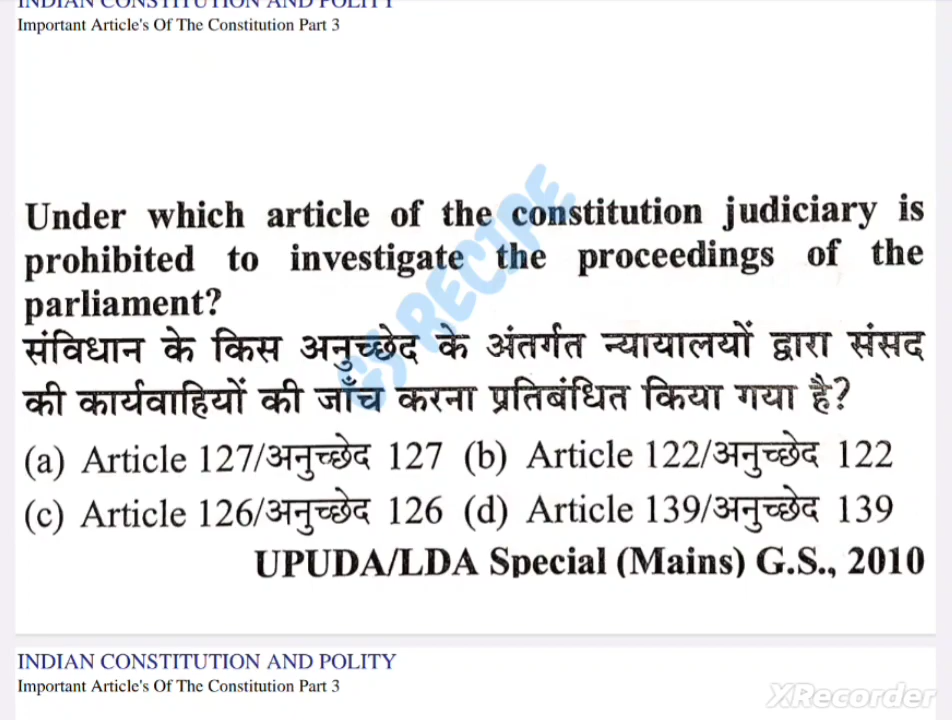 INDIAN CONSTITUTION AND POLITY
Important Article's Of The Constitution Part 3
Under which article of the constitution judiciary is
prohibited to investigate the proceedings of the
parliament?
संविधान के किस अनुच्छेद के अंतर्गत न्यायालयों द्वारा संसद
की कार्यवाहियों की जाँच करना प्रतिबंधित किया गया है?
(a) Article 127/अनुच्छेद 127 (b) Article 122/अनुच्छेद 122
(c) Article 126/अनुच्छेद 126 (d) Article 139/अनुच्छेद 139
UPUDA/LDA Special (Mains) G.S., 2010
GS RECIPE
INDIAN CONSTITUTION AND POLITY
Important Article's Of The Constitution Part 3
XRecorder